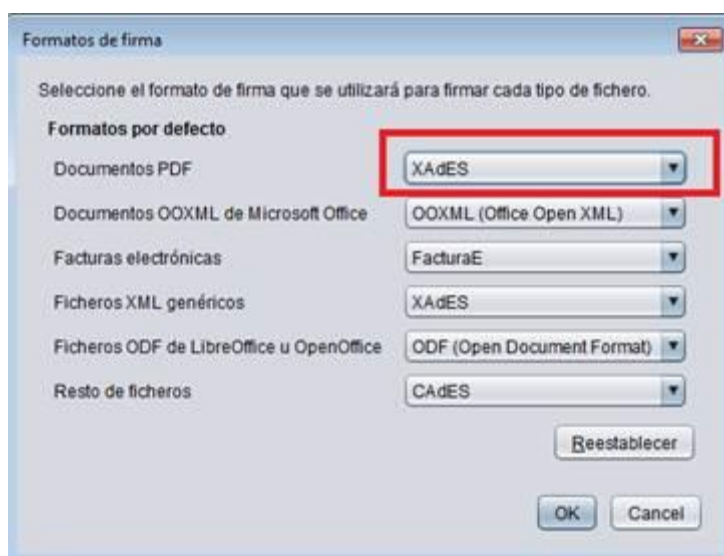 Formatos de firma
Seleccione el formato de firma que se utilizará para firmar cada tipo de fichero.
Formatos por defecto
Documentos PDF XAdES
Documentos OOXML de Microsoft Office OOXML (Office Open XML)
Facturas electrónicas FacturaE
Ficheros XML genéricos XAdES
Ficheros ODF de LibreOffice u OpenOffice ODF (Open Document Format)
Resto de ficheros CAdES
Reestablecer
OK Cancel